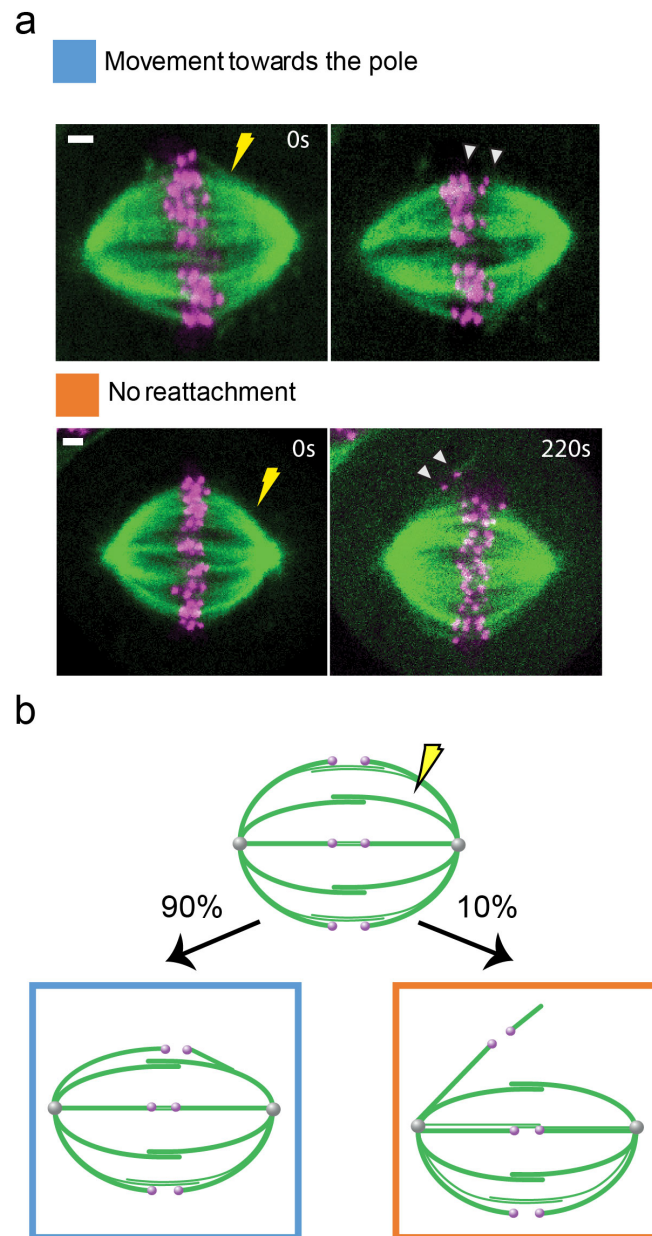 a
Movement towards the pole
0s
No reattachment
0s
220s
b
90%
10%